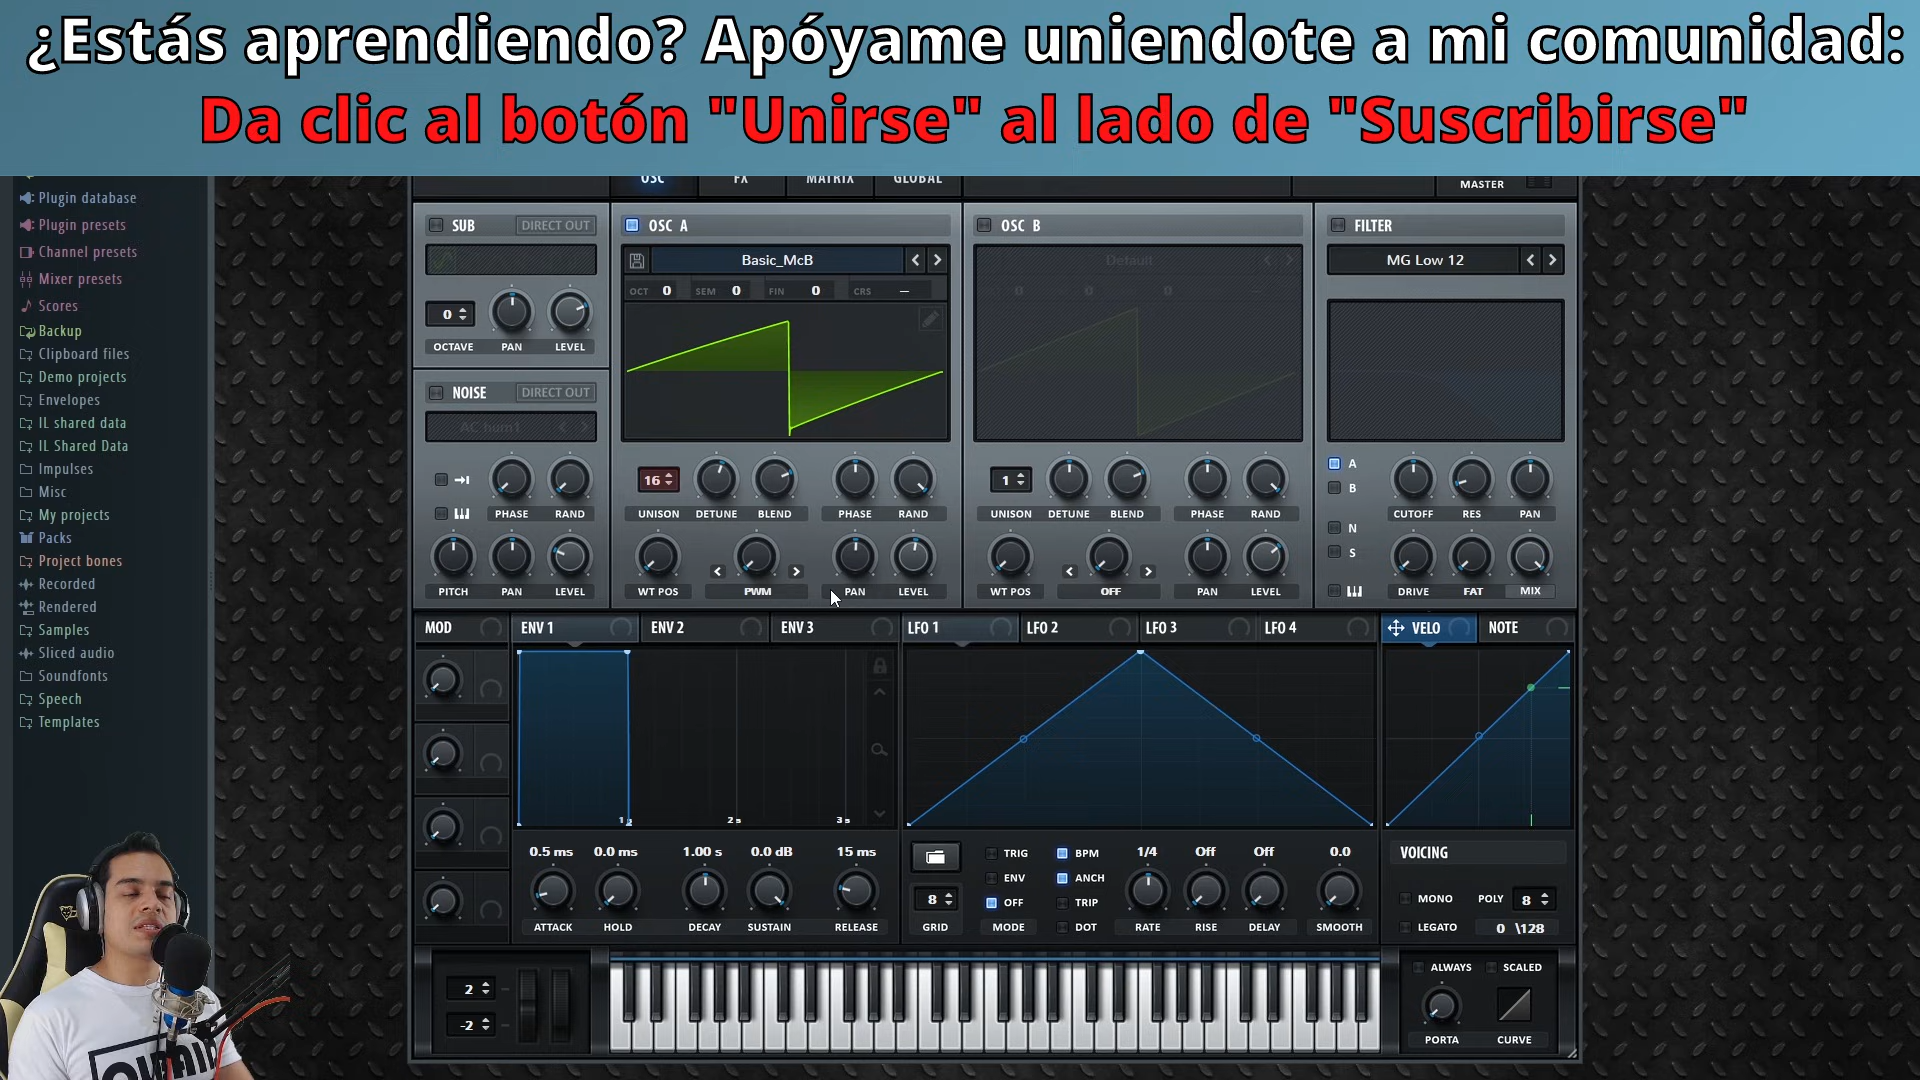 ¿Estás aprendiendo? Apóyame uniendote a mi comunidad:
Da clic al botón "Unirse" al lado de "Suscribirse"
OSC FX MATRIX GLOBAL MASTER
Plugin database
Plugin presets
Channel presets
Mixer presets
Scores
Backup
Clipboard files
Demo projects
Envelopes
IL shared data
IL Shared Data
Impulses
Misc
My projects
Packs
Project bones
Recorded
Rendered
Samples
Sliced audio
Soundfonts
Speech
Templates
SUB DIRECT OUT
0
OCTAVE PAN LEVEL
NOISE DIRECT OUT
AC hum1
PHASE RAND
PITCH PAN LEVEL
OSC A
Basic_McB
OCT 0 SEM 0 FIN 0 CRS --
16
UNISON DETUNE BLEND PHASE RAND
WT POS PWM PAN LEVEL
OSC B
Default
0 0 0
1
UNISON DETUNE BLEND PHASE RAND
WT POS OFF PAN LEVEL
FILTER
MG Low 12
A
B
N
S
CUTOFF RES PAN
DRIVE FAT MIX
MOD ENV 1 ENV 2 ENV 3 LFO 1 LFO 2 LFO 3 LFO 4 VELO NOTE
2 s 3 s
0.5 ms 0.0 ms 1.00 s 0.0 dB 15 ms
ATTACK HOLD DECAY SUSTAIN RELEASE
8
GRID
TRIG
ENV
OFF
MODE
BPM
ANCH
TRIP
DOT
1/4 Off Off 0.0
RATE RISE DELAY SMOOTH
VOICING
MONO POLY 8
LEGATO 0 \128
2
-2
ALWAYS SCALED
PORTA CURVE